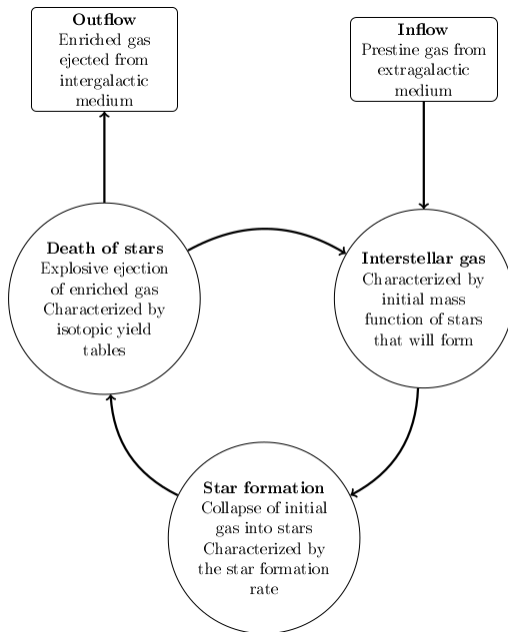 Outflow
Enriched gas
ejected from
intergalactic
medium
Inflow
Prestine gas from
extragalactic
medium
Death of stars
Explosive ejection
of enriched gas
Characterized by
isotopic yield
tables
Interstellar gas
Characterized by
initial mass
function of stars
that will form
Star formation
Collapse of initial
gas into stars
Characterized by
the star formation
rate